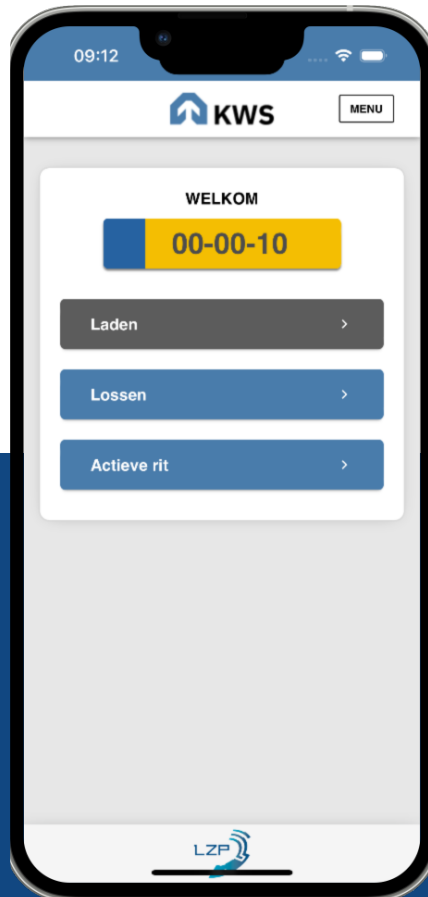 09:12
KWS
MENU
WELKOM
00-00-10
Laden
Lossen
Actieve rit
LZP